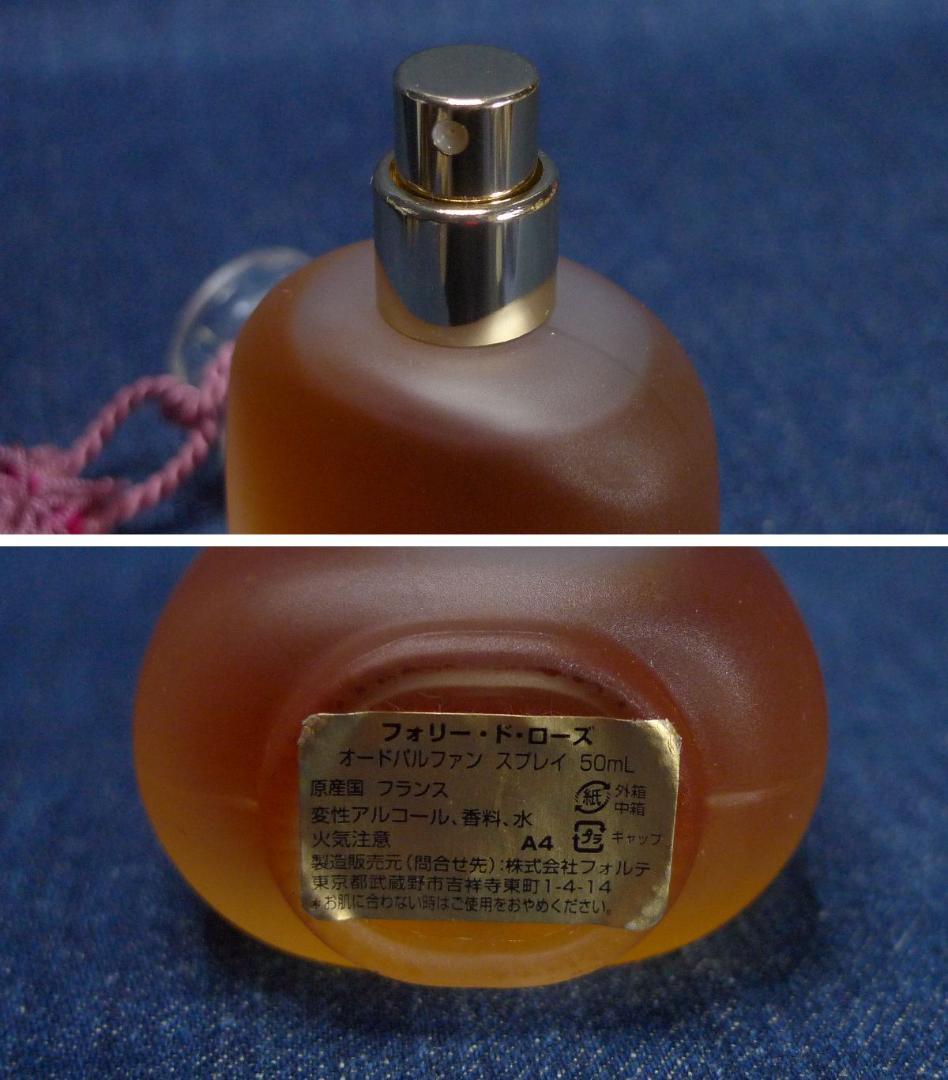 フォリー・ド・ローズ
オードパルファン スプレイ 50mL
原産国 フランス
紙 外箱
中箱
変性アルコール、香料、水
火気注意 A4 プラ キャップ
製造販売元(問合せ先):株式会社フォルテ
東京都武蔵野市吉祥寺東町1-4-14
*お肌に合わない時はご使用をおやめください。